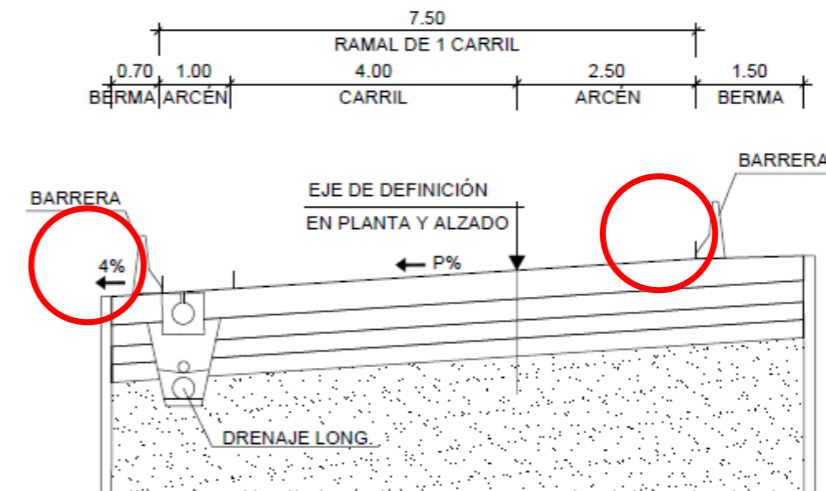 7.50
RAMAL DE 1 CARRIL
0.70 1.00 4.00 2.50 1.50
BERMA ARCÉN CARRIL ARCÉN BERMA
BARRERA
BARRERA
EJE DE DEFINICIÓN
EN PLANTA Y ALZADO
4%
P%
DRENAJE LONG.